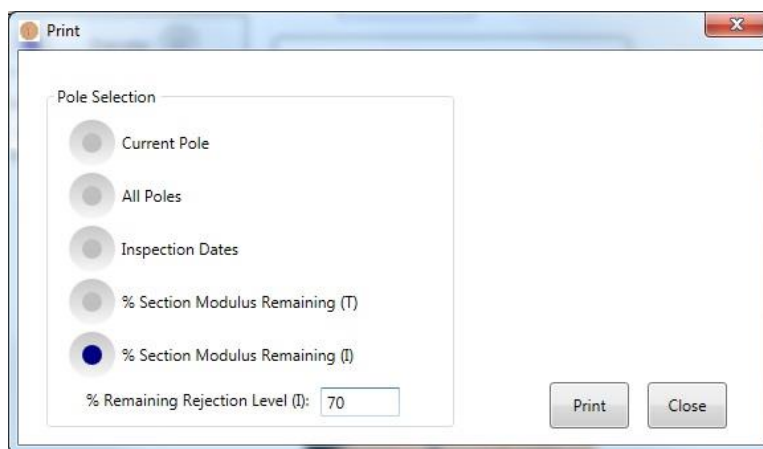 Print
Pole Selection
Current Pole
All Poles
Inspection Dates
% Section Modulus Remaining (T)
% Section Modulus Remaining (I)
% Remaining Rejection Level (I): 70
Print Close